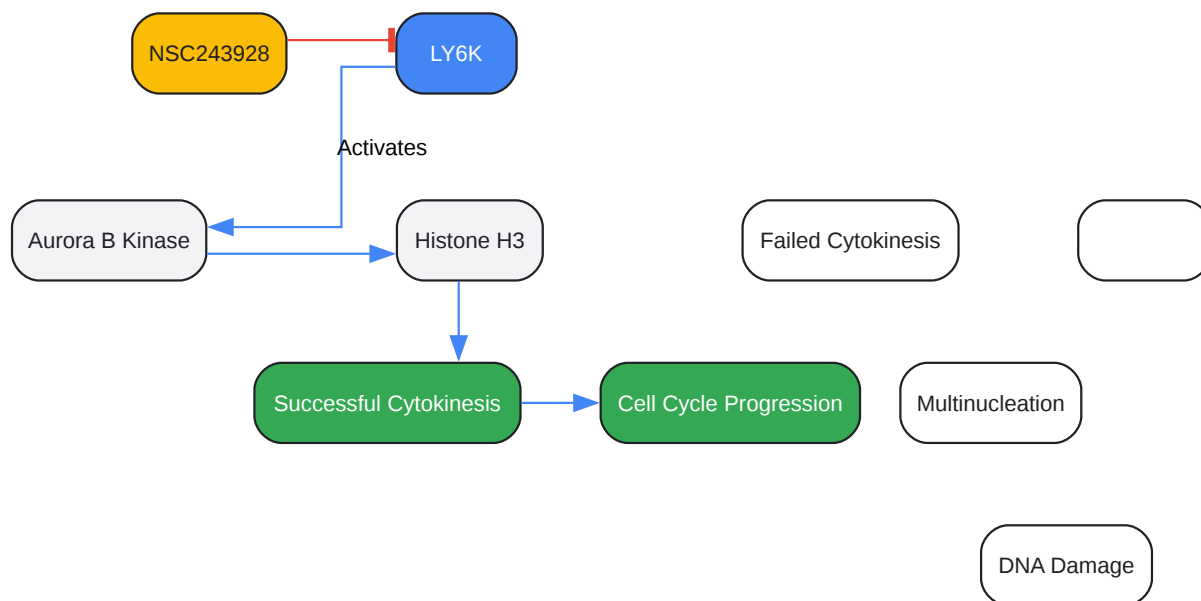 NSC243928
LY6K
Activates
Aurora B Kinase
Histone H3
Failed Cytokinesis
Successful Cytokinesis
Cell Cycle Progression
Multinucleation
DNA Damage